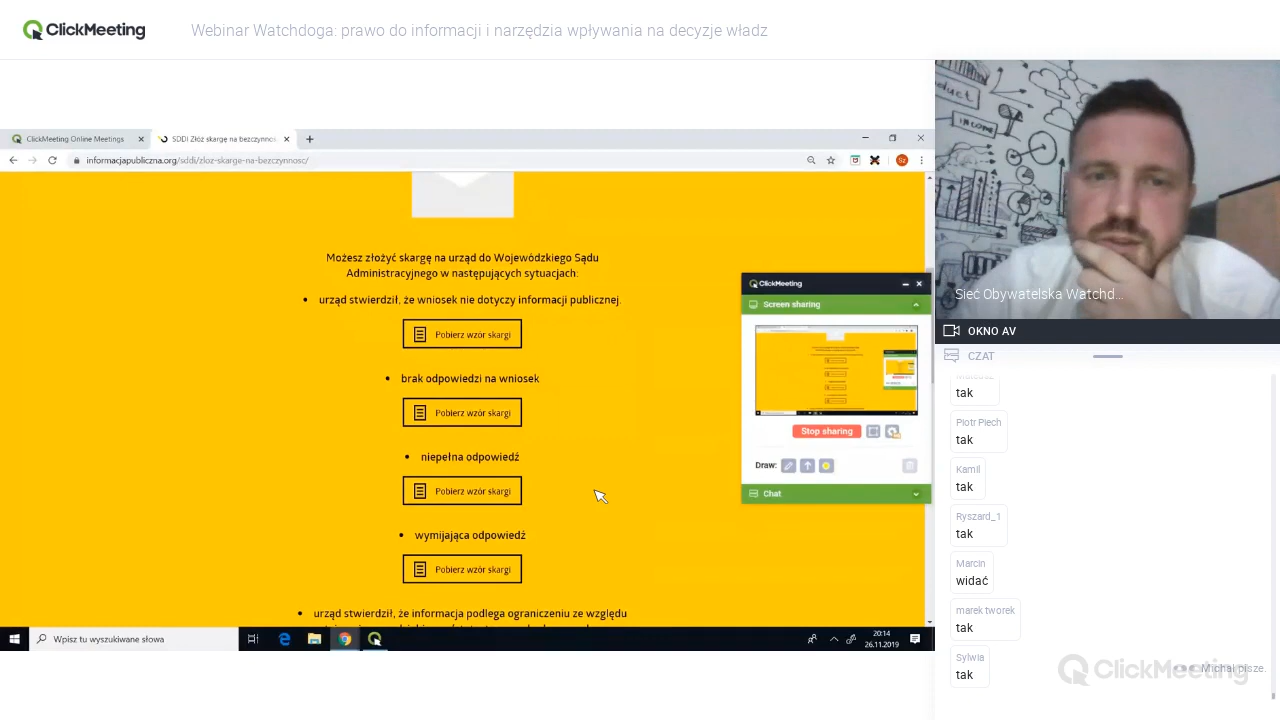 ClickMeeting
Webinar Watchdoga: prawo do informacji i narzędzia wpływania na decyzje władz
ClickMeeting Online Meetings
SDDI Złóż skargę na bezczynnoś
informacjapubliczna.org/sddi/zloz-skarge-na-bezczynnosc/
Sz
Możesz złożyć skargę na urząd do Wojewódzkiego Sądu
Administracyjnego w następujących sytuacjach:
• urząd stwierdził, że wniosek nie dotyczy informacji publicznej.
Pobierz wzór skargi
• brak odpowiedzi na wniosek
Pobierz wzór skargi
• niepełna odpowiedź
Pobierz wzór skargi
• wymijająca odpowiedź
Pobierz wzór skargi
• urząd stwierdził, że informacja podlega ograniczeniu ze względu
ClickMeeting
Screen sharing
Stop sharing
Draw:
Chat
Wpisz tu wyszukiwane słowa
20:14
26.11.2019
INCOME
Sieć Obywatelska Watchd...
OKNO AV
CZAT
tak
Piotr Piech
tak
Kamil
tak
Ryszard_1
tak
Marcin
widać
marek tworek
tak
Sylwia
tak
ClickMeeting
Michał pisze.